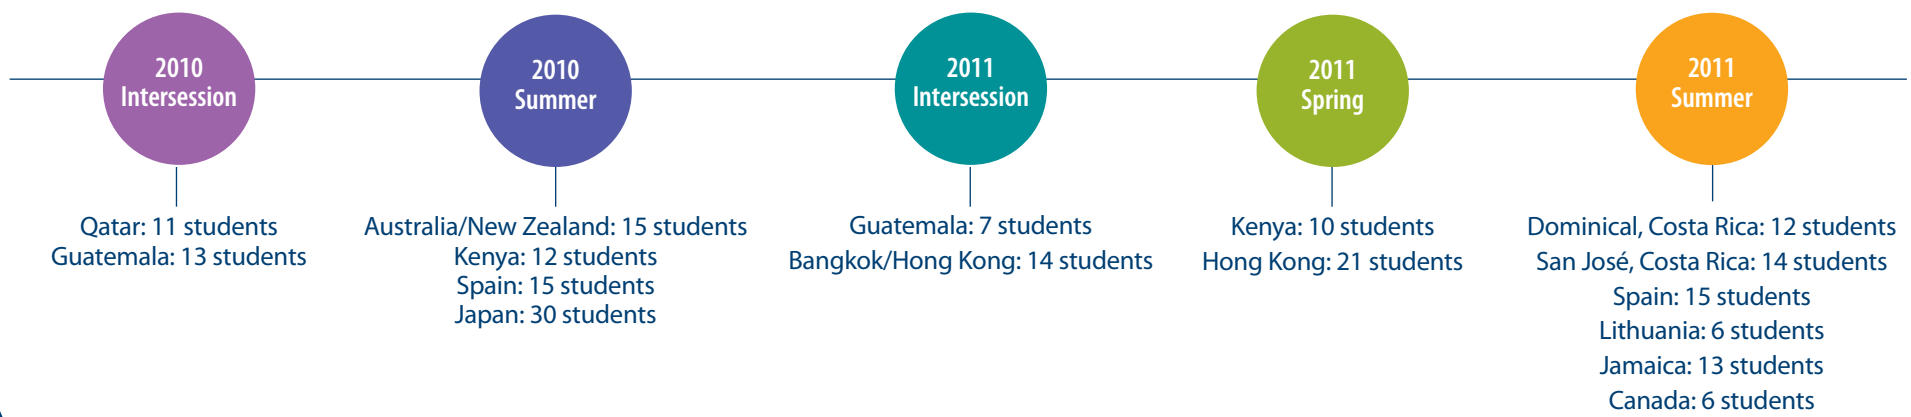 2010
Intersession
Qatar: 11 students
Guatemala: 13 students
2010
Summer
Australia/New Zealand: 15 students
Kenya: 12 students
Spain: 15 students
Japan: 30 students
2011
Intersession
Guatemala: 7 students
Bangkok/Hong Kong: 14 students
2011
Spring
Kenya: 10 students
Hong Kong: 21 students
2011
Summer
Dominical, Costa Rica: 12 students
San José, Costa Rica: 14 students
Spain: 15 students
Lithuania: 6 students
Jamaica: 13 students
Canada: 6 students